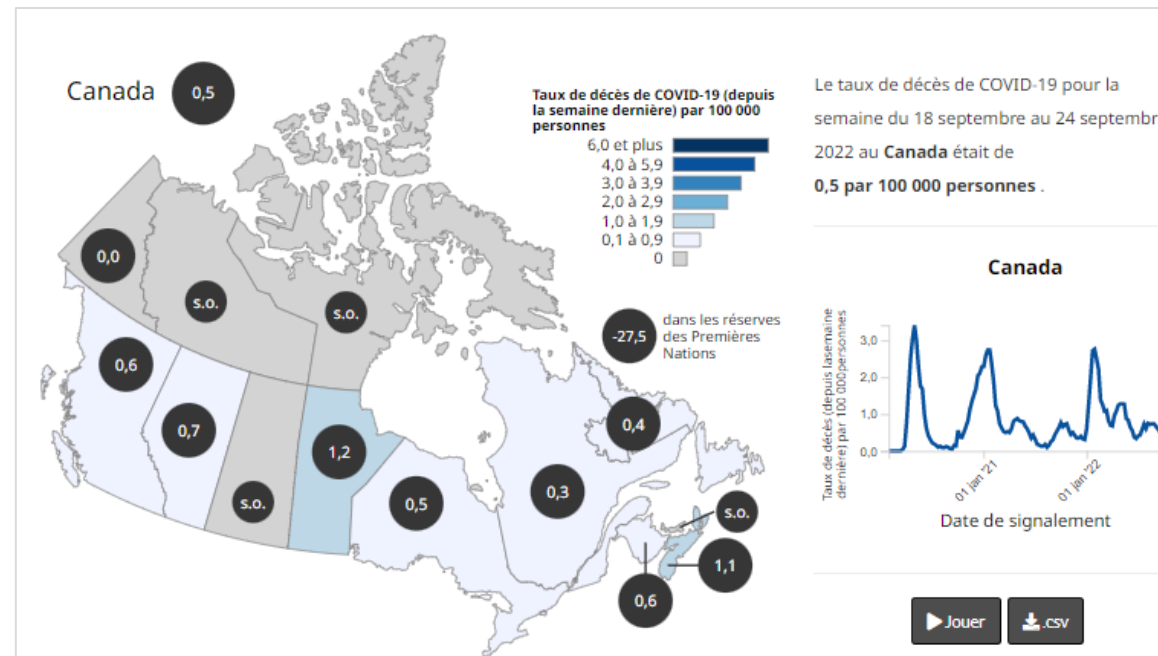 Canada
0,5
Taux de décès de COVID-19 (depuis
la semaine dernière) par 100 000
personnes
6,0 et plus
4,0 à 5,9
3,0 à 3,9
2,0 à 2,9
1,0 à 1,9
0,1 à 0,9
0
0,0
s.o.
s.o.
-27,5
dans les réserves
des Premières
Nations
0,6
0,7
s.o.
1,2
0,5
0,3
0,4
s.o.
1,1
0,6
Le taux de décès de COVID-19 pour la
semaine du 18 septembre au 24 septembr
2022 au Canada était de
0,5 par 100 000 personnes .
Canada
Taux de décès (depuis lasemaine
dernière) par 100 000personnes
3,0
2,0
1,0
0,0
01 jan '21
01 jan '22
Date de signalement
Jouer
.csv